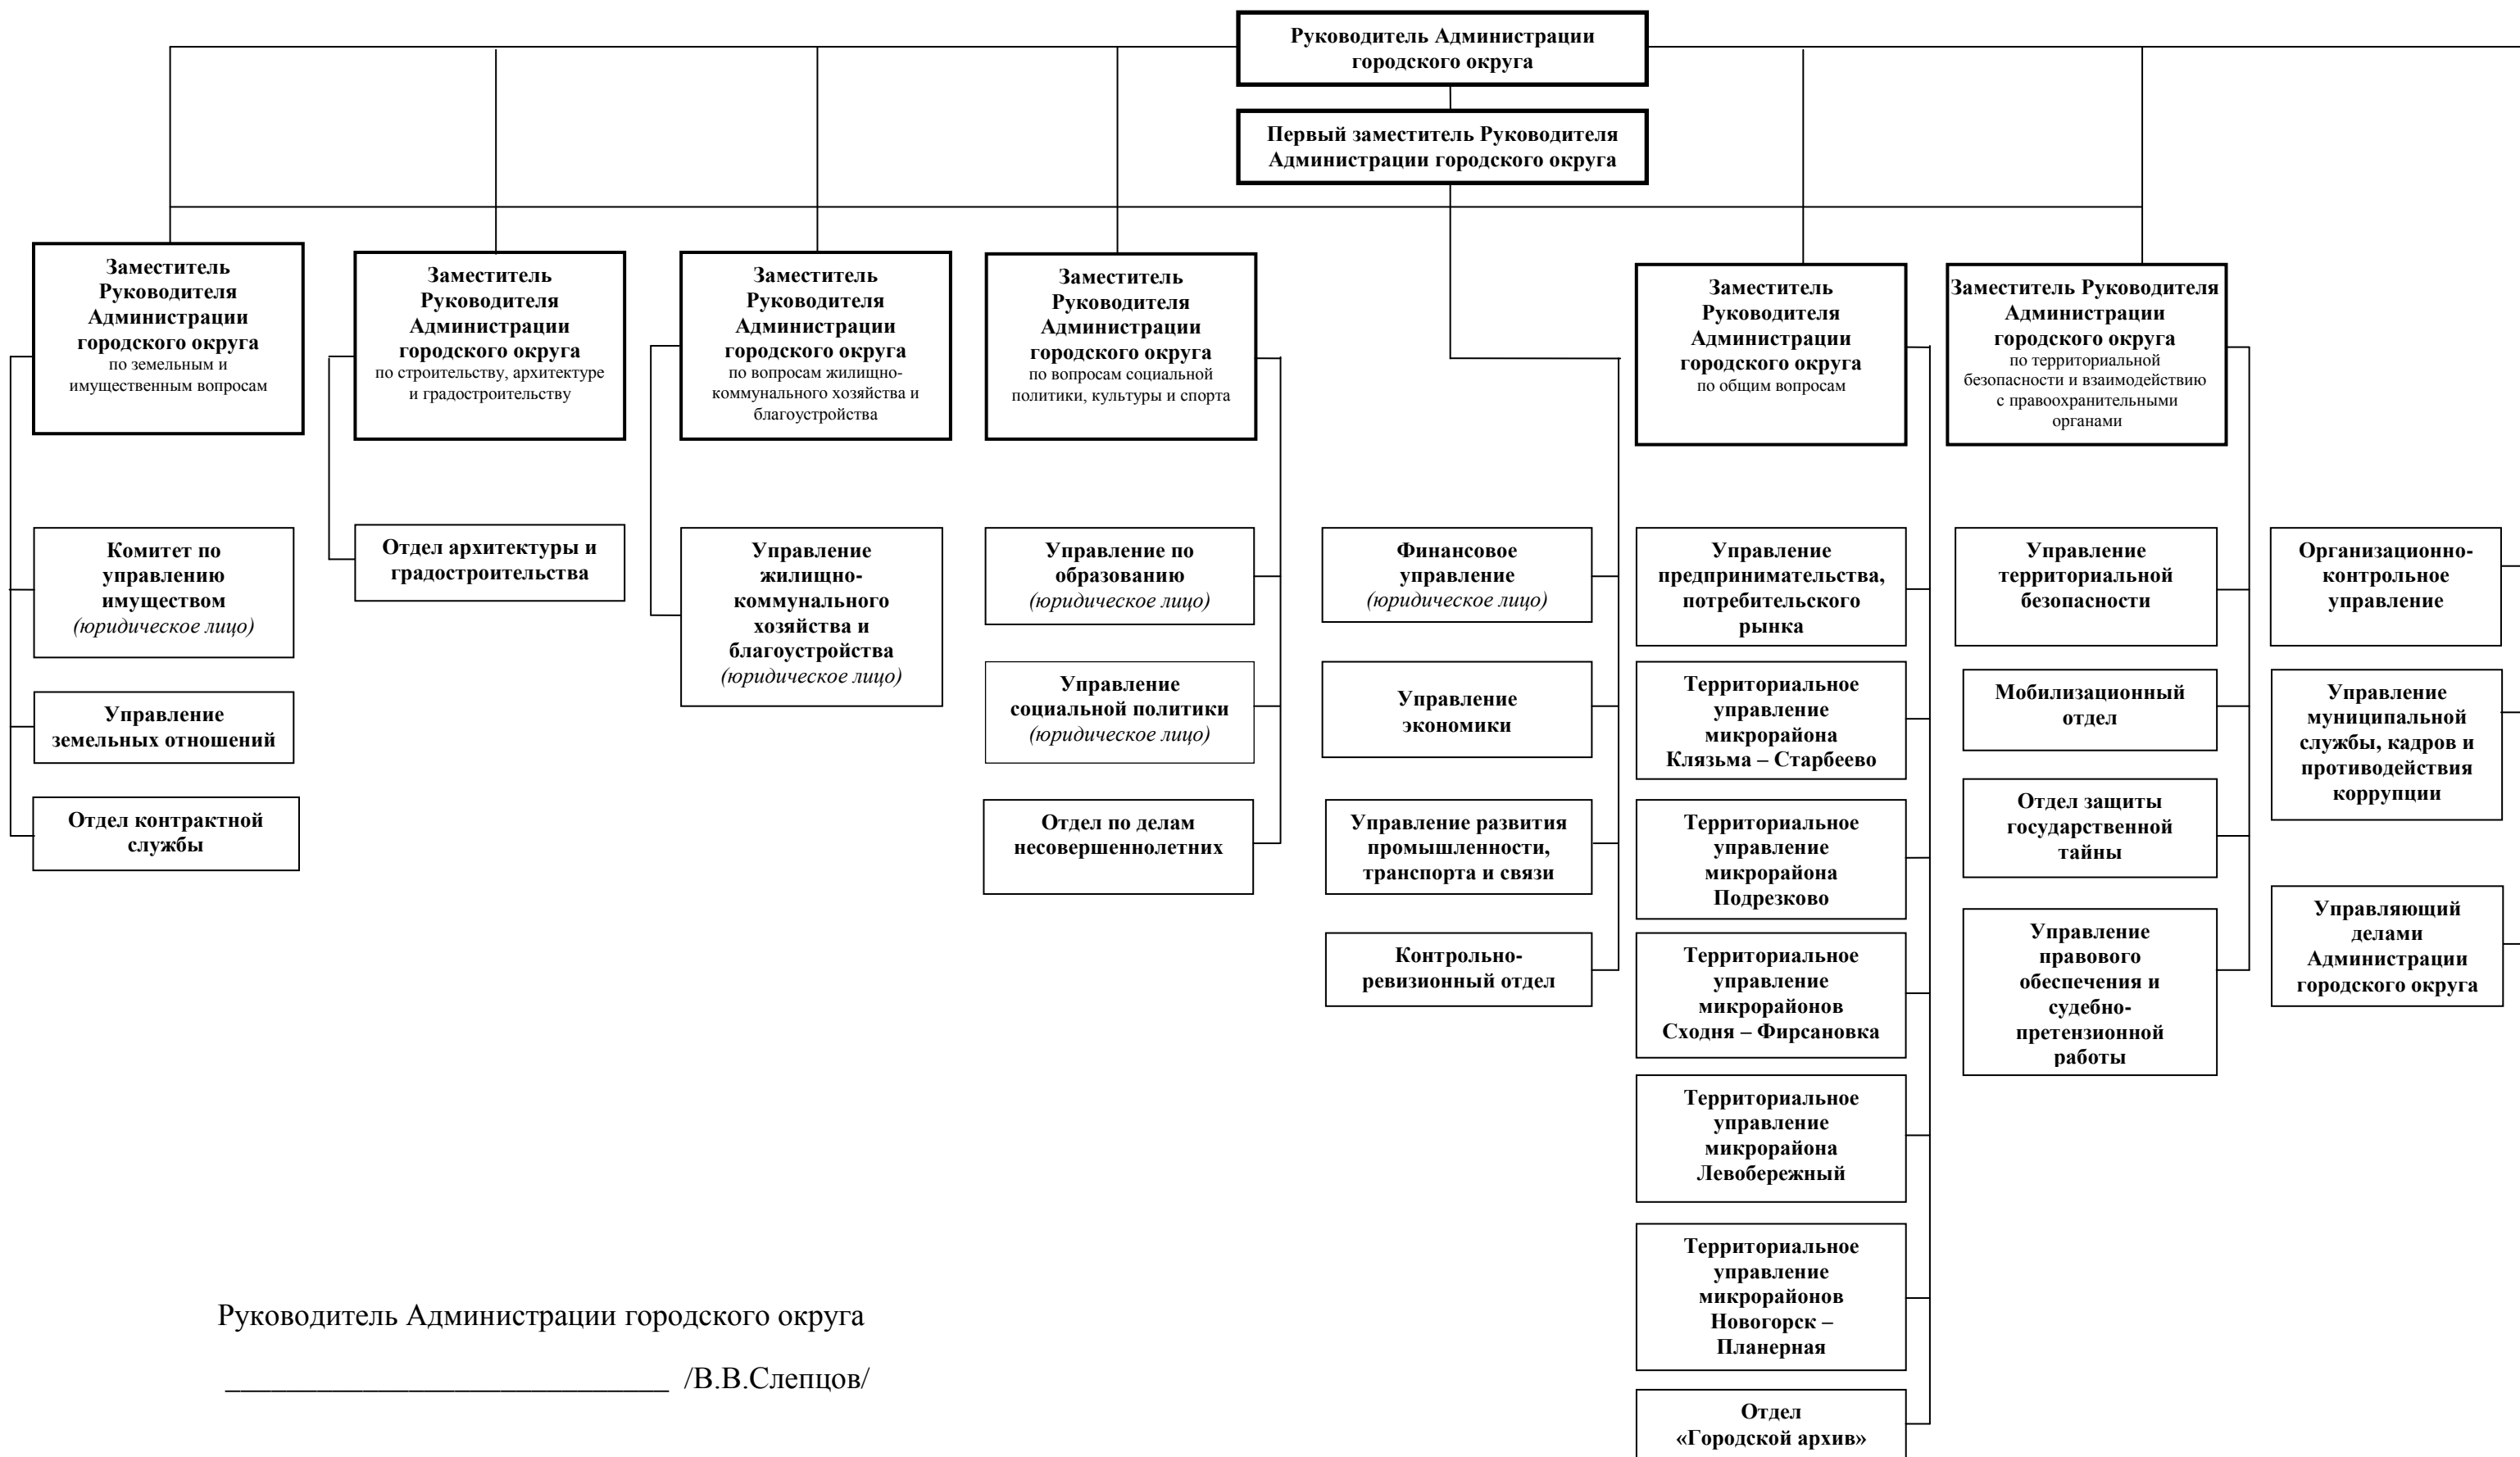 Руководитель Администрации
городского округа
Первый заместитель Руководителя
Администрации городского округа
Заместитель
Руководителя
Администрации
городского округа
по земельным и
имущественным вопросам
Заместитель
Руководителя
Администрации
городского округа
по строительству, архитектуре
и градостроительству
Заместитель
Руководителя
Администрации
городского округа
по вопросам жилищно-
коммунального хозяйства и
благоустройства
Заместитель
Руководителя
Администрации
городского округа
по вопросам социальной
политики, культуры и спорта
Заместитель
Руководителя
Администрации
городского округа
по общим вопросам
Заместитель Руководителя
Администрации
городского округа
по территориальной
безопасности и взаимодействию
с правоохранительными
органами
Комитет по
управлению
имуществом
(юридическое лицо)
Управление
земельных отношений
Отдел контрактной
службы
Отдел архитектуры и
градостроительства
Управление
жилищно-
коммунального
хозяйства и
благоустройства
(юридическое лицо)
Управление по
образованию
(юридическое лицо)
Управление
социальной политики
(юридическое лицо)
Отдел по делам
несовершеннолетних
Финансовое
управление
(юридическое лицо)
Управление
экономики
Управление развития
промышленности,
транспорта и связи
Контрольно-
ревизионный отдел
Управление
предпринимательства,
потребительского
рынка
Территориальное
управление
микрорайона
Клязьма – Старбеево
Территориальное
управление
микрорайона
Подрезково
Территориальное
управление
микрорайонов
Сходня – Фирсановка
Территориальное
управление
микрорайона
Левобережный
Территориальное
управление
микрорайонов
Новогорск –
Планерная
Отдел
«Городской архив»
Управление
территориальной
безопасности
Мобилизационный
отдел
Отдел защиты
государственной
тайны
Управление
правового
обеспечения и
судебно-
претензионной
работы
Организационно-
контрольное
управление
Управление
муниципальной
службы, кадров и
противодействия
коррупции
Управляющий
делами
Администрации
городского округа
Руководитель Администрации городского округа
_____________________________ /В.В.Слепцов/